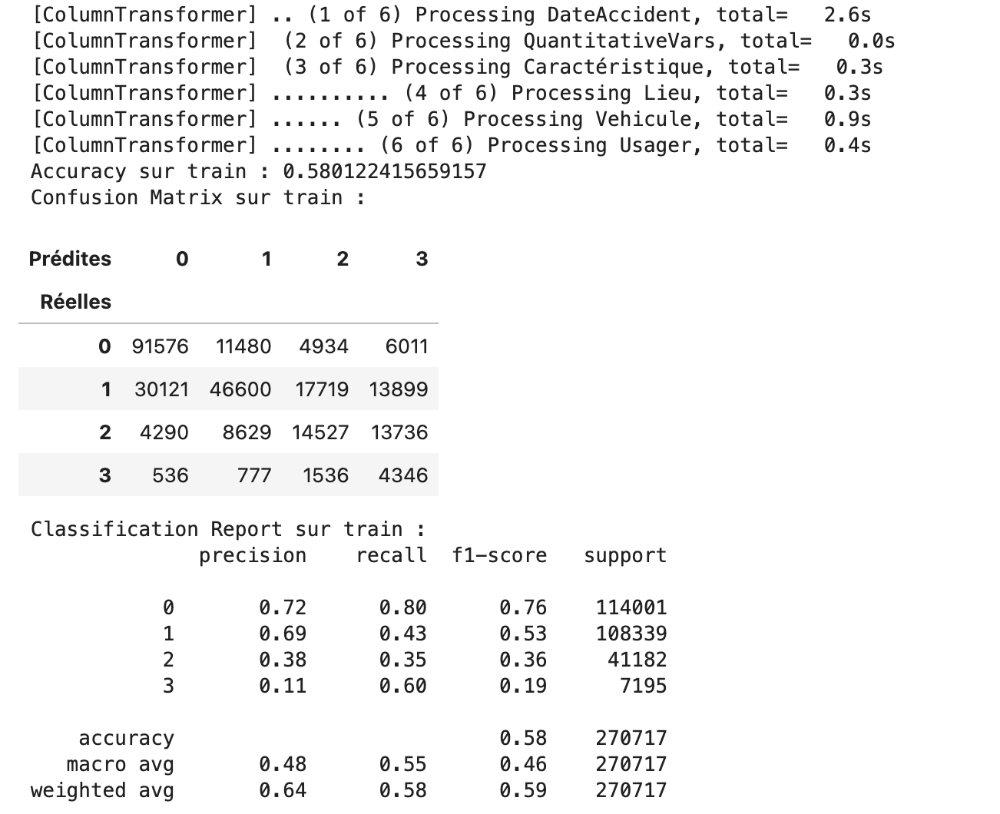 [ColumnTransformer] .. (1 of 6) Processing DateAccident, total=   2.6s
[ColumnTransformer]  (2 of 6) Processing QuantitativeVars, total=   0.0s
[ColumnTransformer]  (3 of 6) Processing Caractéristique, total=   0.3s
[ColumnTransformer] .......... (4 of 6) Processing Lieu, total=   0.3s
[ColumnTransformer] ...... (5 of 6) Processing Vehicule, total=   0.9s
[ColumnTransformer] ........ (6 of 6) Processing Usager, total=   0.4s
Accuracy sur train : 0.580122415659157
Confusion Matrix sur train :
Prédites 0 1 2 3
Réelles
0 91576 11480 4934 6011
1 30121 46600 17719 13899
2 4290 8629 14527 13736
3 536 777 1536 4346
Classification Report sur train :
precision recall f1-score support
0 0.72 0.80 0.76 114001
1 0.69 0.43 0.53 108339
2 0.38 0.35 0.36 41182
3 0.11 0.60 0.19 7195
accuracy 0.58 270717
macro avg 0.48 0.55 0.46 270717
weighted avg 0.64 0.58 0.59 270717